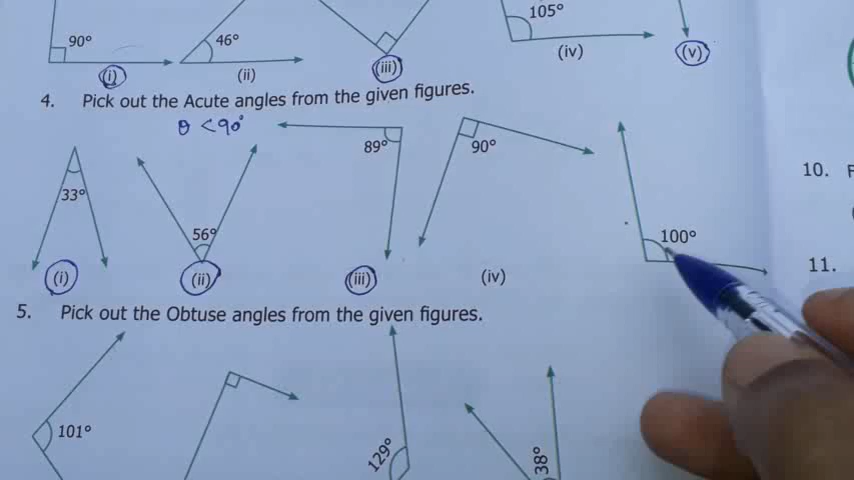 90°
46°
105°
(i)
(ii)
(iii)
(iv)
(v)
4. Pick out the Acute angles from the given figures.
θ < 90°
33°
56°
89°
90°
100°
10.
(i)
(ii)
(iii)
(iv)
11.
5. Pick out the Obtuse angles from the given figures.
101°
129°
38°